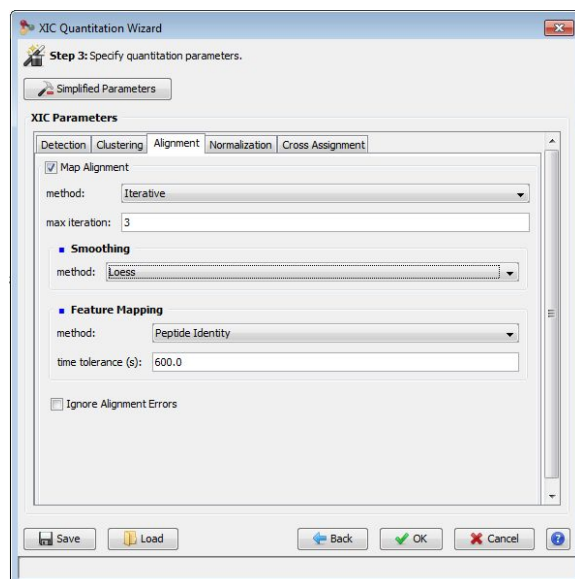 XIC Quantitation Wizard
Step 3: Specify quantitation parameters.
Simplified Parameters
XIC Parameters
Detection Clustering Alignment Normalization Cross Assignment
Map Alignment
method: Iterative
max iteration: 3
Smoothing
method: Loess
Feature Mapping
method: Peptide Identity
time tolerance (s): 600.0
Ignore Alignment Errors
Save Load Back OK Cancel ?